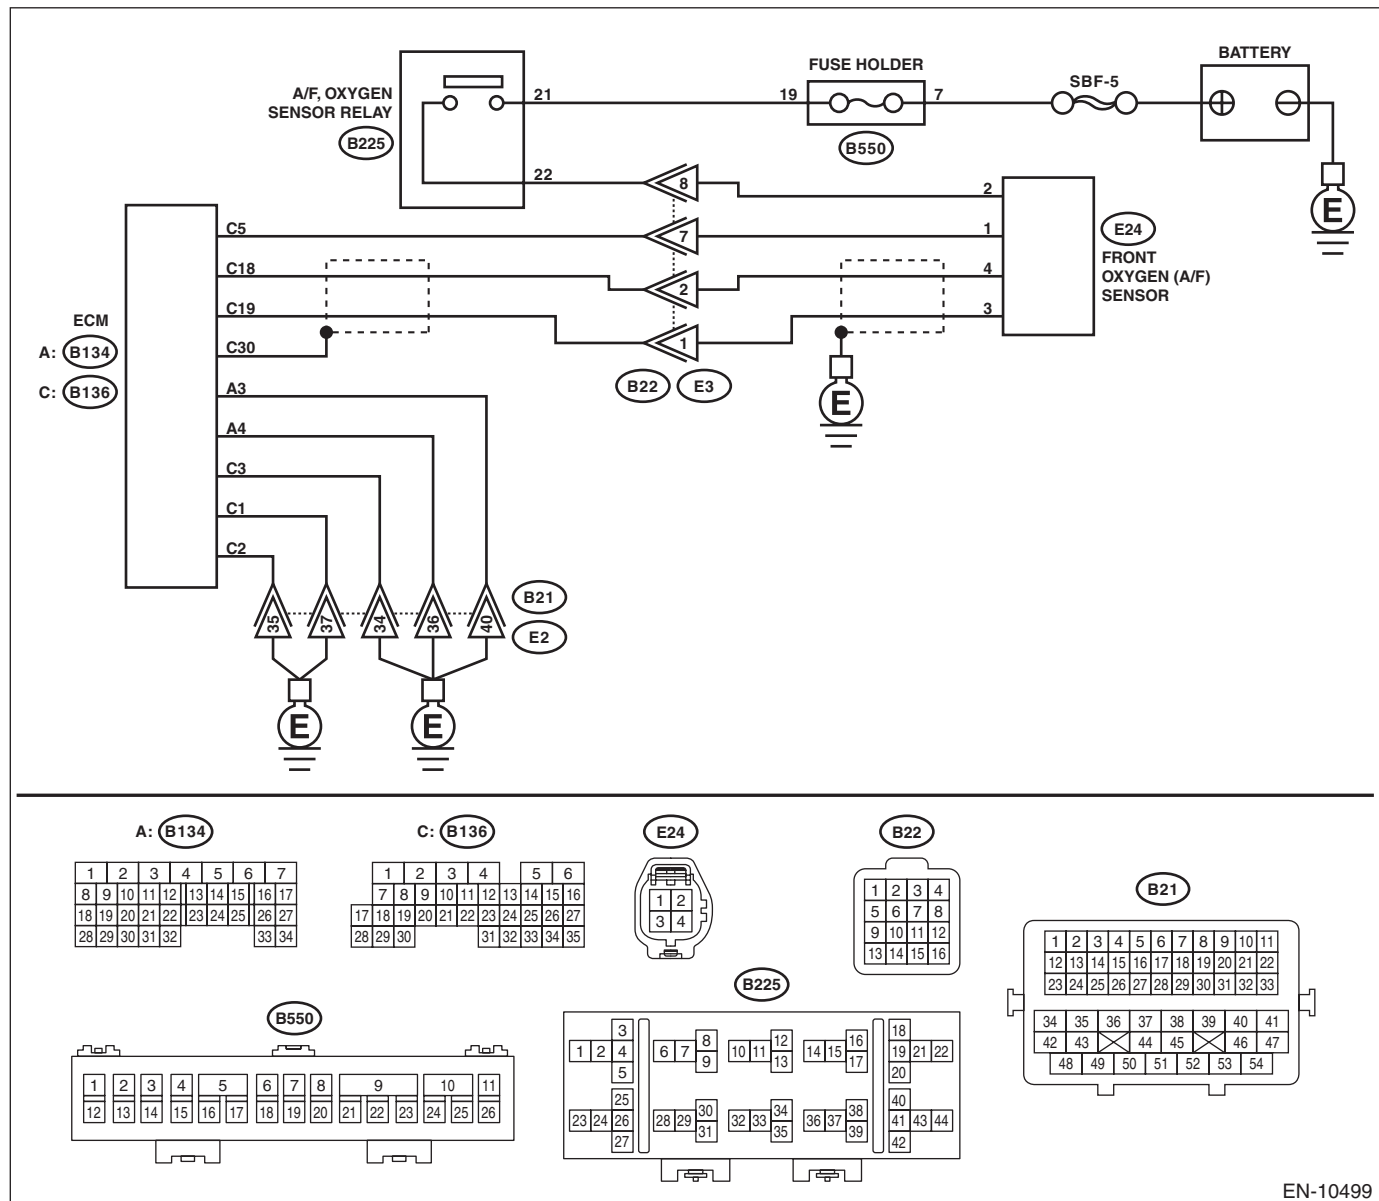 BATTERY
FUSE HOLDER
SBF-5
A/F, OXYGEN
SENSOR RELAY
B225
21
19
7
B550
22
8
2
C5
7
1
E24
FRONT
OXYGEN (A/F)
SENSOR
E
C18
2
4
C19
1
3
ECM
A: B134
C: B136
C30
B22 E3
E
A3
A4
C3
C1
C2
35 37 34 36 40
B21
E2
E E
A: B134
1 2 3 4 5 6 7
8 9 10 11 12 13 14 15 16 17
18 19 20 21 22 23 24 25 26 27
28 29 30 31 32 33 34
C: B136
1 2 3 4 5 6
7 8 9 10 11 12 13 14 15 16
17 18 19 20 21 22 23 24 25 26 27
28 29 30 31 32 33 34 35
E24
1 2
3 4
B22
1 2 3 4
5 6 7 8
9 10 11 12
13 14 15 16
B21
1 2 3 4 5 6 7 8 9 10 11
12 13 14 15 16 17 18 19 20 21 22
23 24 25 26 27 28 29 30 31 32 33
34 35 36 37 38 39 40 41
42 43 44 45 46 47
48 49 50 51 52 53 54
B550
1 2 3 4 5 6 7 8 9 10 11
12 13 14 15 16 17 18 19 20 21 22 23 24 25 26
B225
3 8 12 16 18
1 2 4 6 7 10 11 14 15 19 21 22
5 9 13 17 20
25 30 34 38 40
23 24 26 28 29 32 33 36 37 41 43 44
27 31 35 39 42
EN-10499